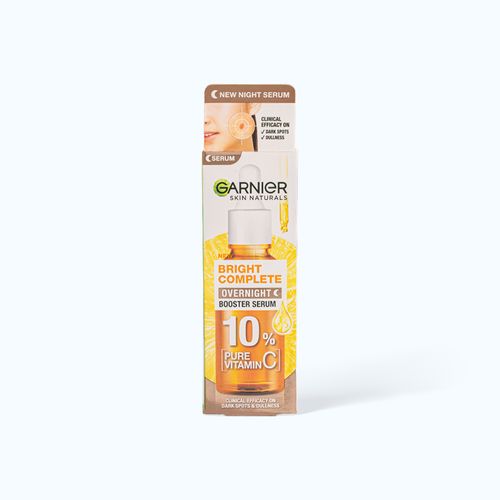 NEW NIGHT SERUM
CLINICAL
EFFICACY ON
✓ DARK SPOTS
✓ DULLNESS
SERUM
GARNIER
SKIN NATURALS
NEW
BRIGHT
COMPLETE
OVERNIGHT
BOOSTER SERUM
10%
PURE
VITAMIN C
CLINICAL EFFICACY ON
DARK SPOTS & DULLNESS